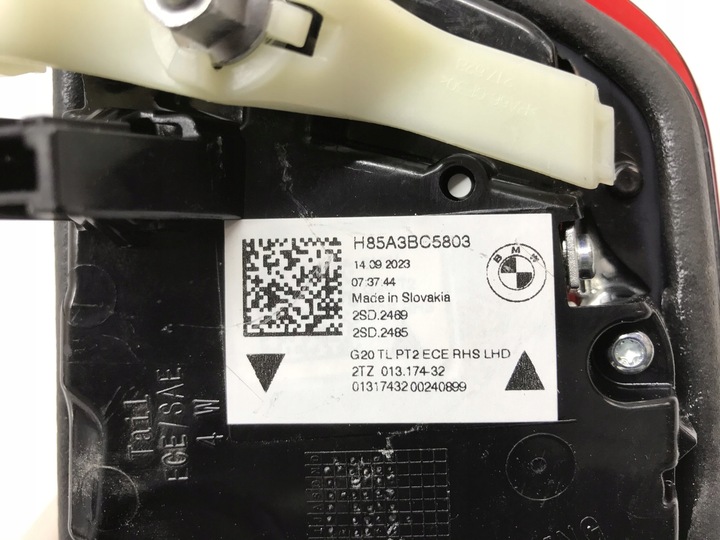 H85A3BC5803
14 09 2023
07:37:44
Made in Slovakia
2SD.2469
2SD.2485
BMW
G20 TL PT2 ECE RHS LHD
2TZ 013.174-32
01317432 00240899
Tail
ECE/SAE
4 W